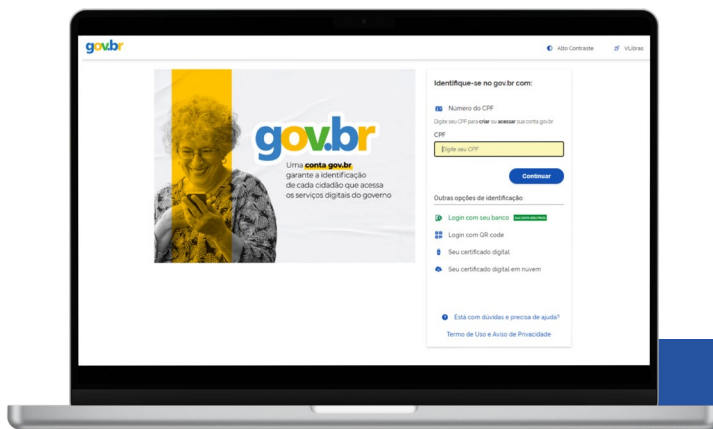 gov.br
Alto Contraste
VLibras
gov.br
Uma conta gov.br
garante a identificação
de cada cidadão que acessa
os serviços digitais do governo
Identifique-se no gov.br com:
Número do CPF
Digite seu CPF para criar ou acessar sua conta gov.br
CPF
Digite seu CPF
Continuar
Outras opções de identificação
Login com seu banco
Login com QR code
Seu certificado digital
Seu certificado digital em nuvem
Está com dúvidas e precisa de ajuda?
Termo de Uso e Aviso de Privacidade